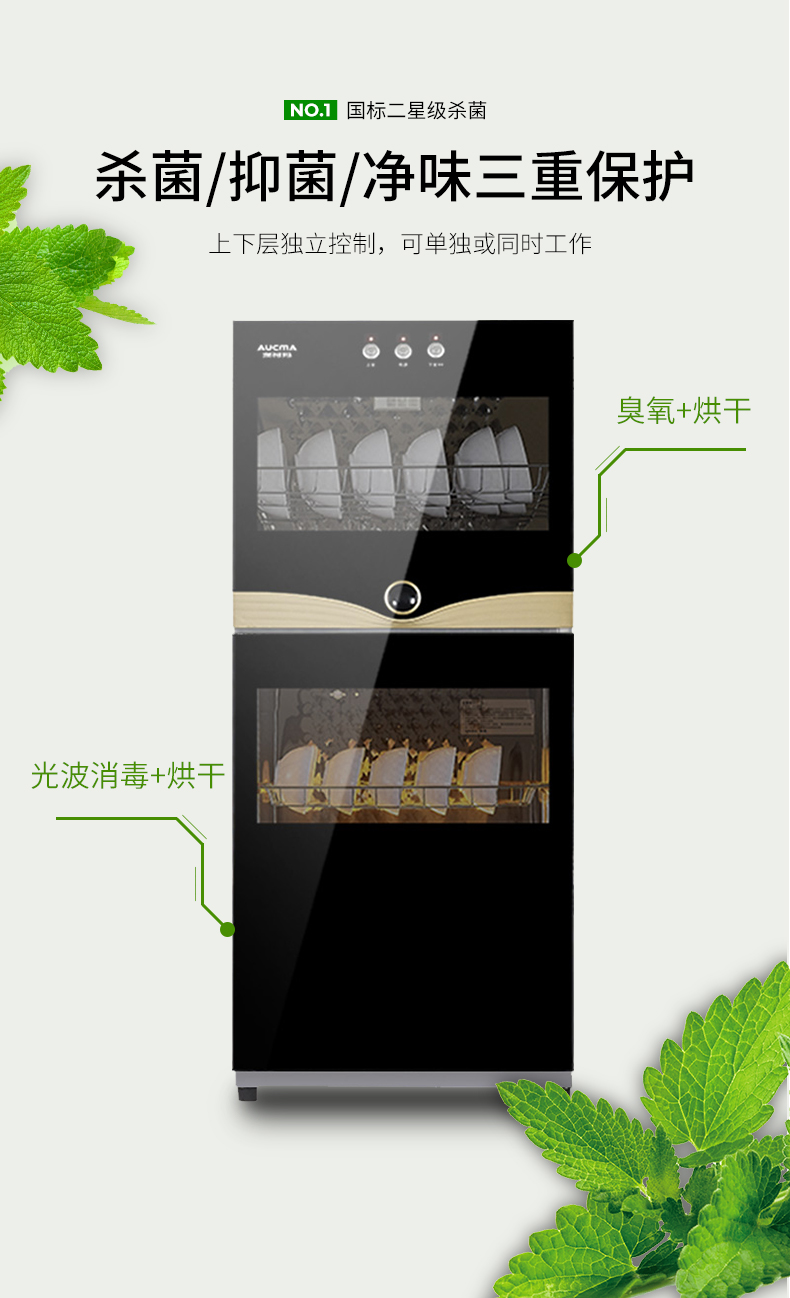 NO.1 国标二星级杀菌
杀菌/抑菌/净味三重保护
上下层独立控制，可单独或同时工作
AUCMA
臭氧+烘干
光波消毒+烘干